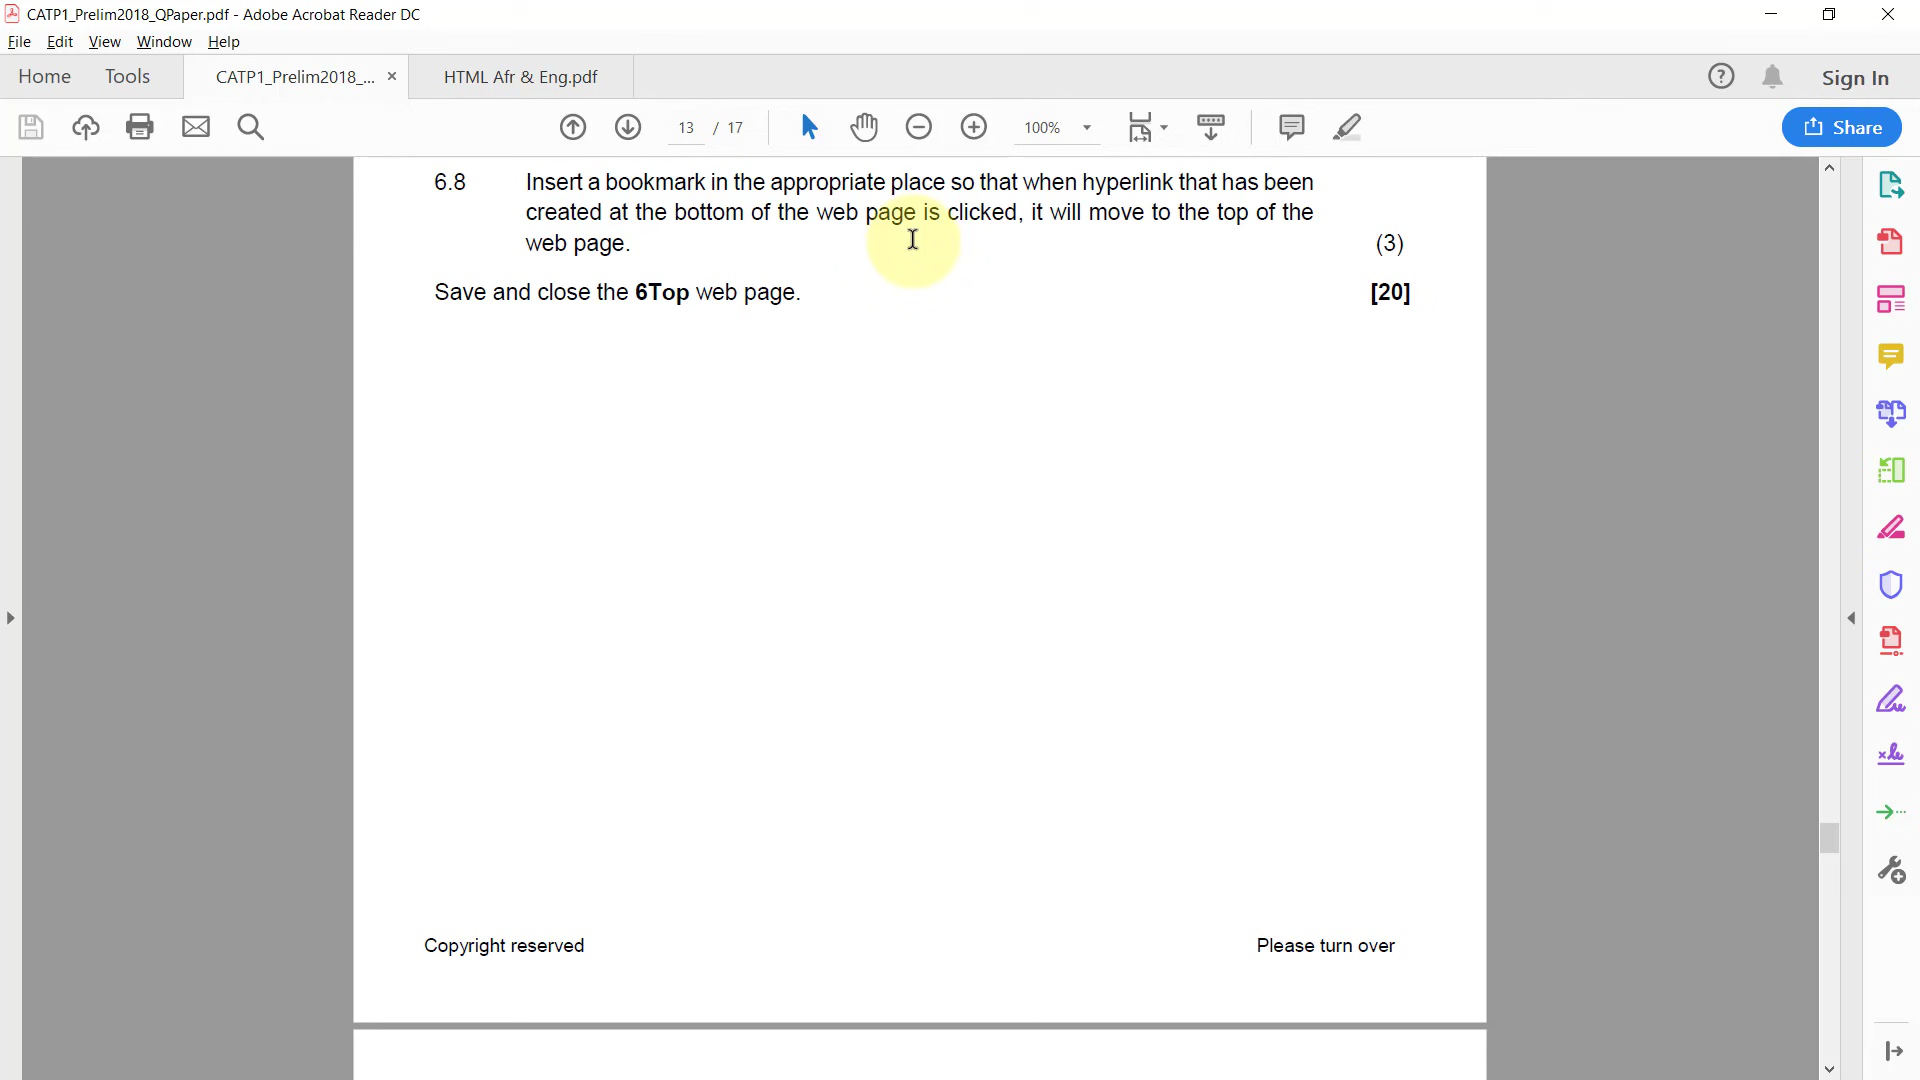 CATP1_Prelim2018_QPaper.pdf - Adobe Acrobat Reader DC
File Edit View Window Help
Home Tools CATP1_Prelim2018_... × HTML Afr & Eng.pdf Sign In
13 / 17 100% Share
6.8 Insert a bookmark in the appropriate place so that when hyperlink that has been
created at the bottom of the web page is clicked, it will move to the top of the
web page. (3)
Save and close the 6Top web page. [20]
Copyright reserved Please turn over